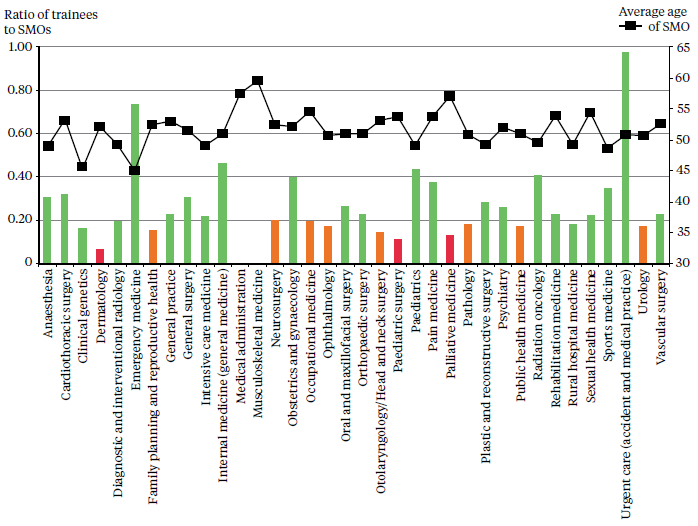 Ratio of trainees
to SMOs
Average age
of SMO
1.00
0.80
0.60
0.40
0.20
0
65
60
55
50
45
40
35
30
Anaesthesia
Cardiothoracic surgery
Clinical genetics
Dermatology
Diagnostic and interventional radiology
Emergency medicine
Family planning and reproductive health
General practice
General surgery
Intensive care medicine
Internal medicine (general medicine)
Medical administration
Musculoskeletal medicine
Neurosurgery
Obstetrics and gynaecology
Occupational medicine
Ophthalmology
Oral and maxillofacial surgery
Orthopaedic surgery
Otolaryngology/Head and neck surgery
Paediatric surgery
Paediatrics
Pain medicine
Palliative medicine
Pathology
Plastic and reconstructive surgery
Psychiatry
Public health medicine
Radiation oncology
Rehabilitation medicine
Rural hospital medicine
Sexual health medicine
Sports medicine
Urgent care (accident and medical practice)
Urology
Vascular surgery